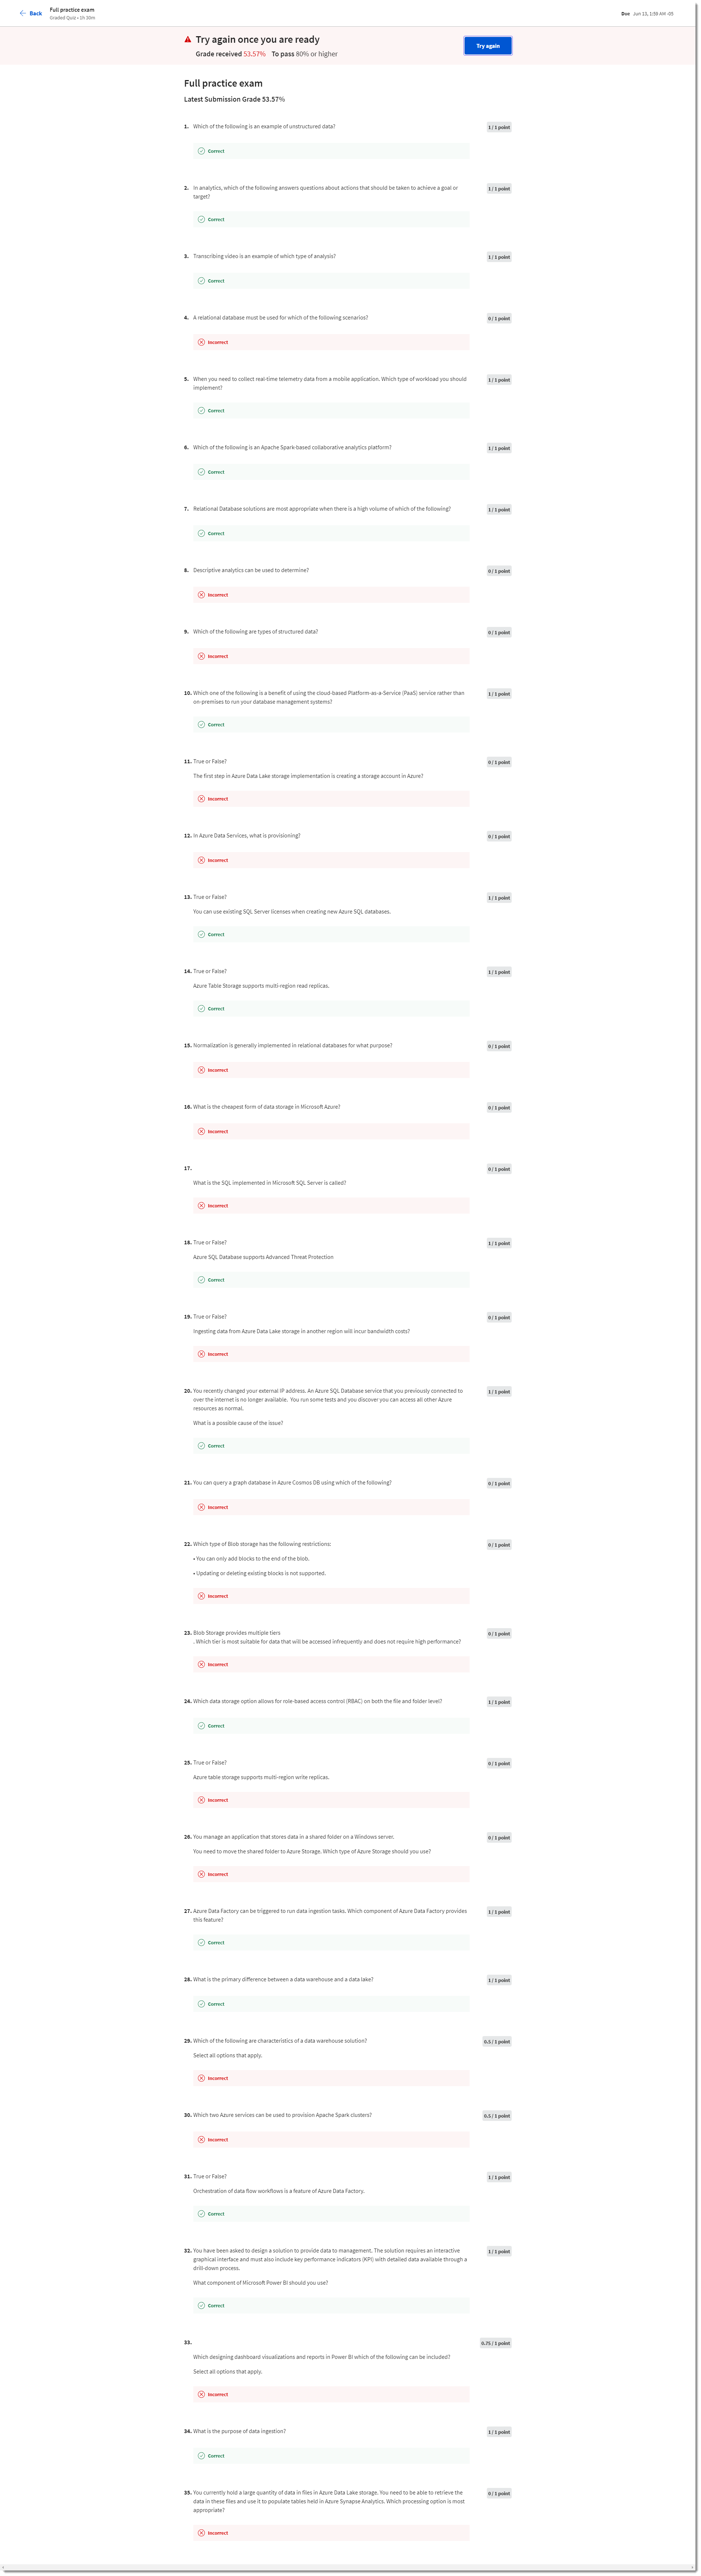 Back
Full practice exam
Graded Quiz • 1h 10m
Due Jun 13, 1:59 AM -05
Try again once you are ready
Grade received 53.57% To pass 80% or higher
Try again
Full practice exam
Latest Submission Grade 53.57%
1. Which of the following is an example of unstructured data?
1 / 1 point
Correct
2. In analytics, which of the following answers questions about actions that should be taken to achieve a goal or
target?
1 / 1 point
Correct
3. Transcribing video is an example of which type of analysis?
1 / 1 point
Correct
4. A relational database must be used for which of the following scenarios?
0 / 1 point
Incorrect
5. When you need to collect real-time telemetry data from a mobile application. Which type of workload you should
implement?
1 / 1 point
Correct
6. Which of the following is an Apache Spark-based collaborative analytics platform?
1 / 1 point
Correct
7. Relational Database solutions are most appropriate when there is a high volume of which of the following?
1 / 1 point
Correct
8. Descriptive analytics can be used to determine?
0 / 1 point
Incorrect
9. Which of the following are types of structured data?
0 / 1 point
Incorrect
10. Which one of the following is a benefit of using the cloud-based Platform-as-a-Service (PaaS) service rather than
on-premises to run your database management systems?
1 / 1 point
Correct
11. True or False?
0 / 1 point
The first step in Azure Data Lake storage implementation is creating a storage account in Azure?
Incorrect
12. In Azure Data Services, what is provisioning?
0 / 1 point
Incorrect
13. True or False?
1 / 1 point
You can use existing SQL Server licenses when creating new Azure SQL databases.
Correct
14. True or False?
1 / 1 point
Azure Table Storage supports multi-region read replicas.
Correct
15. Normalization is generally implemented in relational databases for what purpose?
0 / 1 point
Incorrect
16. What is the cheapest form of data storage in Microsoft Azure?
0 / 1 point
Incorrect
17.
0 / 1 point
What is the SQL implemented in Microsoft SQL Server is called?
Incorrect
18. True or False?
1 / 1 point
Azure SQL Database supports Advanced Threat Protection
Correct
19. True or False?
0 / 1 point
Ingesting data from Azure Data Lake storage in another region will incur bandwidth costs?
Incorrect
20. You recently changed your external IP address. An Azure SQL Database service that you previously connected to
over the internet is no longer available. You run some tests and you discover you can access all other Azure
resources as normal.
1 / 1 point
What is a possible cause of the issue?
Correct
21. You can query a graph database in Azure Cosmos DB using which of the following?
0 / 1 point
Incorrect
22. Which type of Blob storage has the following restrictions:
0 / 1 point
• You can only add blocks to the end of the blob.
• Updating or deleting existing blocks is not supported.
Incorrect
23. Blob Storage provides multiple tiers
. Which tier is most suitable for data that will be accessed infrequently and does not require high performance?
0 / 1 point
Incorrect
24. Which data storage option allows for role-based access control (RBAC) on both the file and folder level?
1 / 1 point
Correct
25. True or False?
0 / 1 point
Azure table storage supports multi-region write replicas.
Incorrect
26. You manage an application that stores data in a shared folder on a Windows server.
0 / 1 point
You need to move the shared folder to Azure Storage. Which type of Azure Storage should you use?
Incorrect
27. Azure Data Factory can be triggered to run data ingestion tasks. Which component of Azure Data Factory provides
this feature?
1 / 1 point
Correct
28. What is the primary difference between a data warehouse and a data lake?
1 / 1 point
Correct
29. Which of the following are characteristics of a data warehouse solution?
0.5 / 1 point
Select all options that apply.
Incorrect
30. Which two Azure services can be used to provision Apache Spark clusters?
0.5 / 1 point
Incorrect
31. True or False?
1 / 1 point
Orchestration of data flow workflows is a feature of Azure Data Factory.
Correct
32. You have been asked to design a solution to provide data to management. The solution requires an interactive
graphical interface and must also include key performance indicators (KPI) with detailed data available through a
drill-down process.
1 / 1 point
What component of Microsoft Power BI should you use?
Correct
33.
0.75 / 1 point
Which designing dashboard visualizations and reports in Power BI which of the following can be included?
Select all options that apply.
Incorrect
34. What is the purpose of data ingestion?
1 / 1 point
Correct
35. You currently hold a large quantity of data in files in Azure Data Lake storage. You need to be able to retrieve the
data in these files and use it to populate tables held in Azure Synapse Analytics. Which processing option is most
appropriate?
0 / 1 point
Incorrect